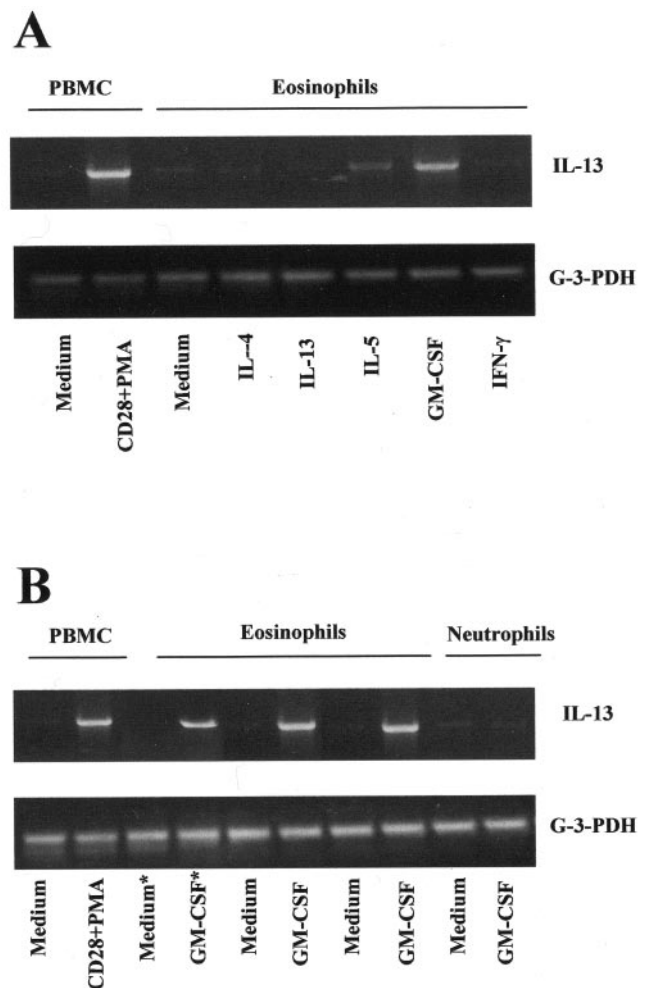 A
PBMC Eosinophils
IL-13
G-3-PDH
Medium CD28+PMA Medium IL--4 IL-13 IL-5 GM-CSF IFN-γ
B
PBMC Eosinophils Neutrophils
IL-13
G-3-PDH
Medium CD28+PMA Medium* GM-CSF* Medium GM-CSF Medium GM-CSF Medium GM-CSF